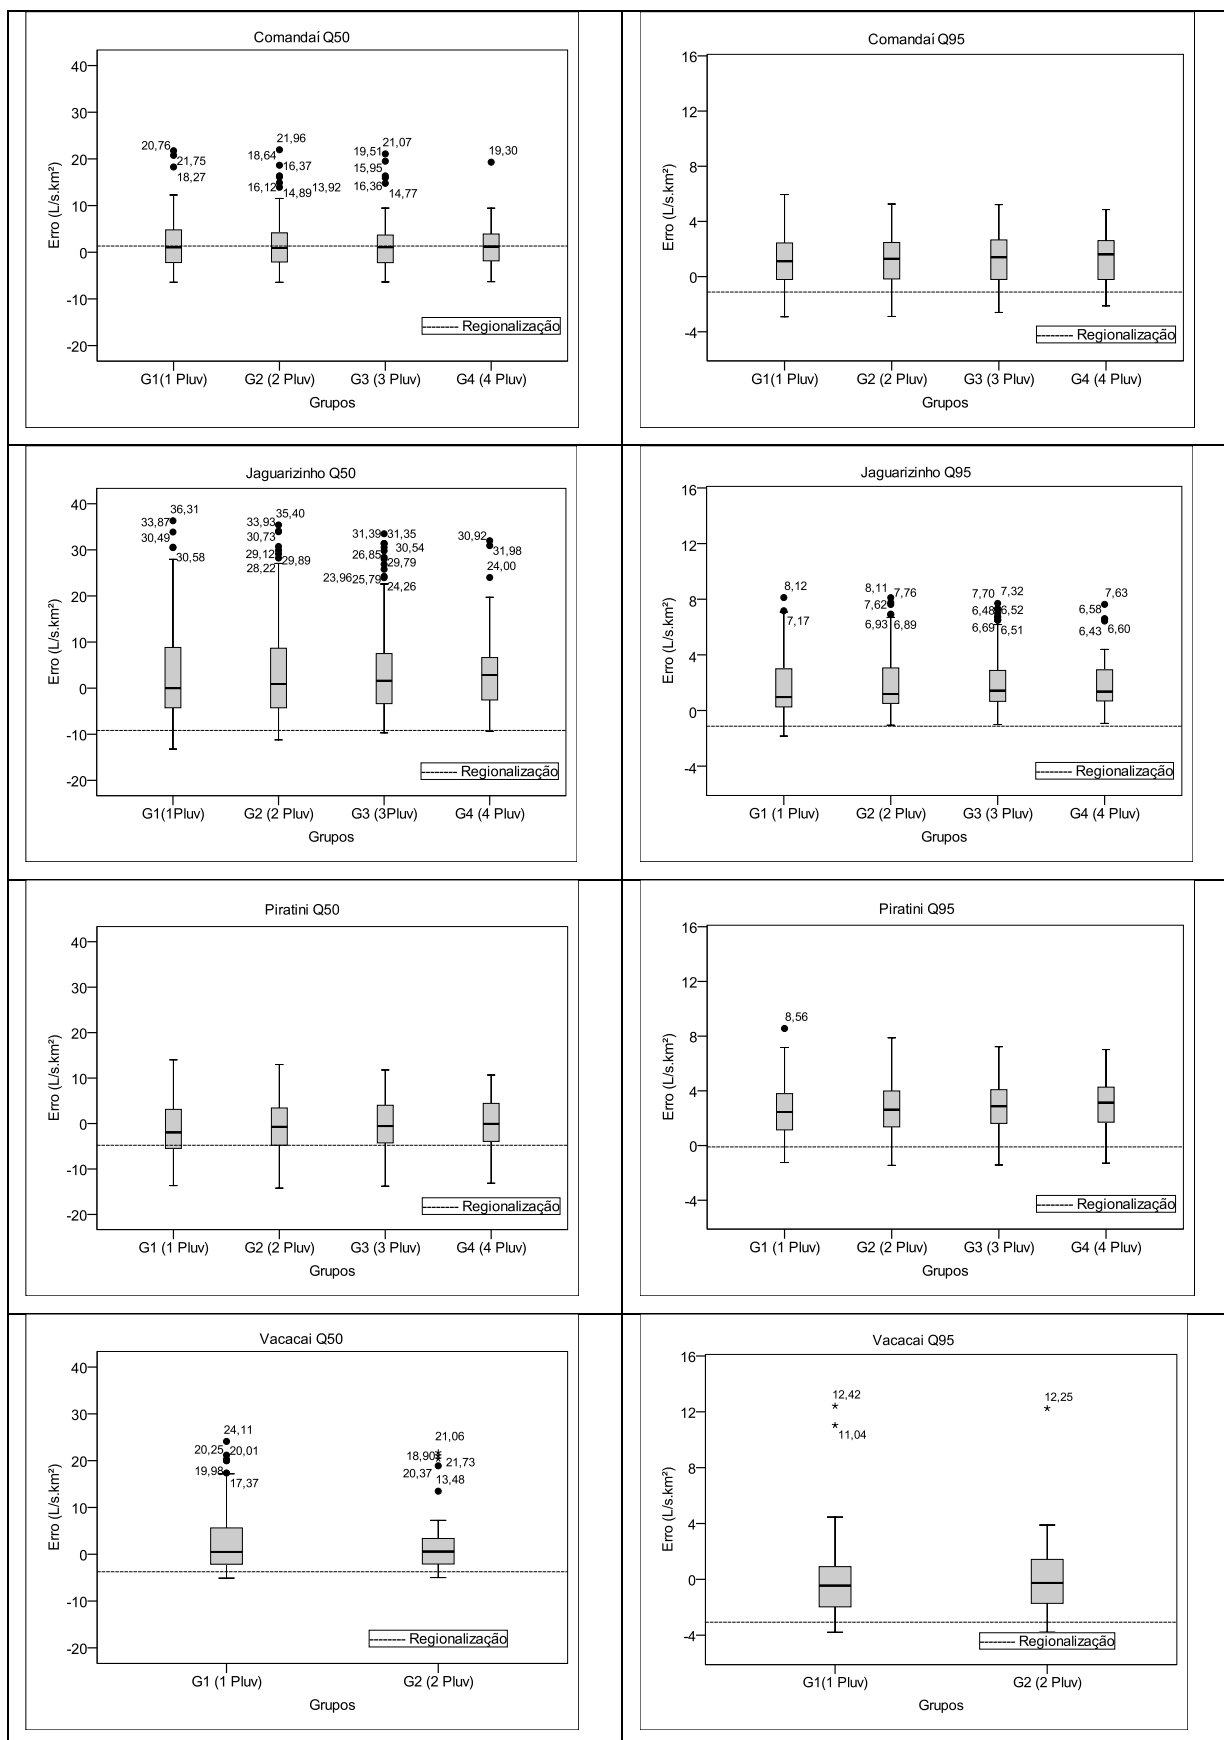 Comandaí Q50
Erro (L/s.km²)
40
30
20
10
0
-10
-20
20,76
21,75
18,27
21,96
18,64
16,37
16,12
14,89
13,92
21,07
19,51
15,95
16,36
14,77
19,30
Regionalização
G1(1 Pluv)
G2 (2 Pluv)
G3 (3 Pluv)
G4 (4 Pluv)
Grupos
Comandaí Q95
Erro (L/s.km²)
16
12
8
4
0
-4
Regionalização
G1(1 Pluv)
G2 (2 Pluv)
G3 (3 Pluv)
G4 (4 Pluv)
Grupos
Jaguarizinho Q50
Erro (L/s.km²)
40
30
20
10
0
-10
-20
36,31
33,87
30,49
30,58
35,40
33,93
30,73
29,12
29,89
28,22
31,39
31,35
30,54
26,85
29,79
23,96
25,79
24,26
30,92
31,98
24,00
Regionalização
G1(1Pluv)
G2 (2 Pluv)
G3 (3Pluv)
G4 (4 Pluv)
Grupos
Jaguarizinho Q95
Erro (L/s.km²)
16
12
8
4
0
-4
8,12
7,17
8,11
7,76
7,62
6,93
6,89
7,70
7,32
6,48
6,52
6,69
6,51
7,63
6,58
6,43
6,60
Regionalização
G1 (1 Pluv)
G2 (2 Pluv)
G3 (3 Pluv)
G4 (4 Pluv)
Grupos
Piratini Q50
Erro (L/s.km²)
40
30
20
10
0
-10
-20
Regionalização
G1 (1 Pluv)
G2 (2 Pluv)
G3 (3 Pluv)
G4 (4 Pluv)
Grupos
Piratini Q95
Erro (L/s.km²)
16
12
8
4
0
-4
8,56
Regionalização
G1 (1 Pluv)
G2 (2 Pluv)
G3 (3 Pluv)
G4 (4 Pluv)
Grupos
Vacacai Q50
Erro (L/s.km²)
40
30
20
10
0
-10
-20
24,11
20,25
20,01
19,98
17,37
21,06
18,90
21,73
20,37
13,48
Regionalização
G1 (1 Pluv)
G2 (2 Pluv)
Grupos
Vacacai Q95
Erro (L/s.km²)
16
12
8
4
0
-4
12,42
11,04
12,25
Regionalização
G1(1 Pluv)
G2 (2 Pluv)
Grupos